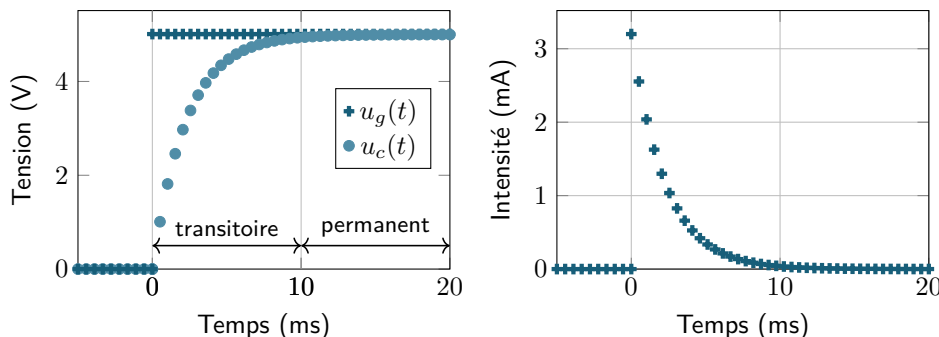 Tension (V)
4
2
0
u_g(t)
u_c(t)
transitoire
permanent
0
10
20
Temps (ms)
Intensité (mA)
3
2
1
0
0
10
20
Temps (ms)